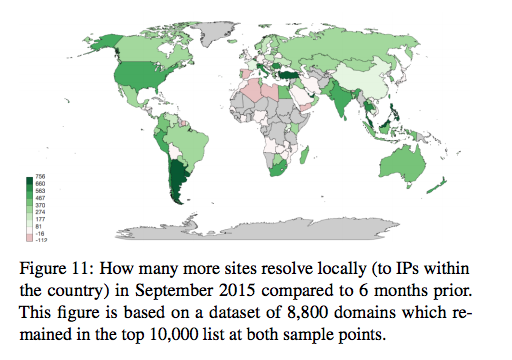 756
660
563
467
370
274
177
81
-16
-112
Figure 11: How many more sites resolve locally (to IPs within
the country) in September 2015 compared to 6 months prior.
This figure is based on a dataset of 8,800 domains which re-
mained in the top 10,000 list at both sample points.